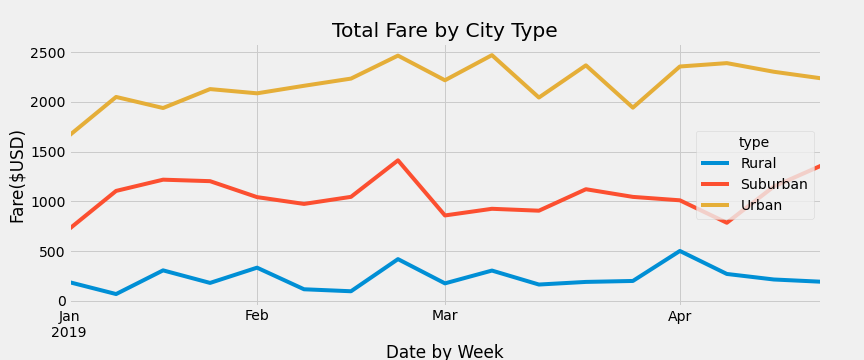 Total Fare by City Type
Fare($USD)
2500
2000
1500
1000
500
0
type
Rural
Suburban
Urban
Jan
2019
Feb
Mar
Apr
Date by Week